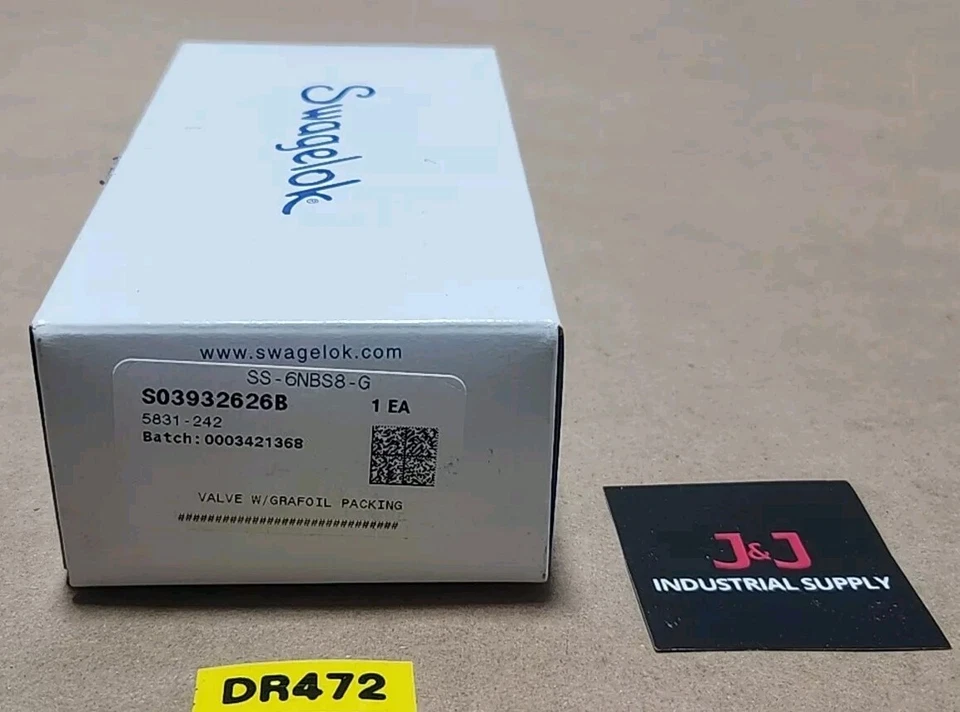 Swagelok®
www.swagelok.com
SS-6NBS8-G
S03932626B 1 EA
5831-242
Batch:0003421368
VALVE W/GRAFOIL PACKING
##############################
J&J
INDUSTRIAL SUPPLY
DR472